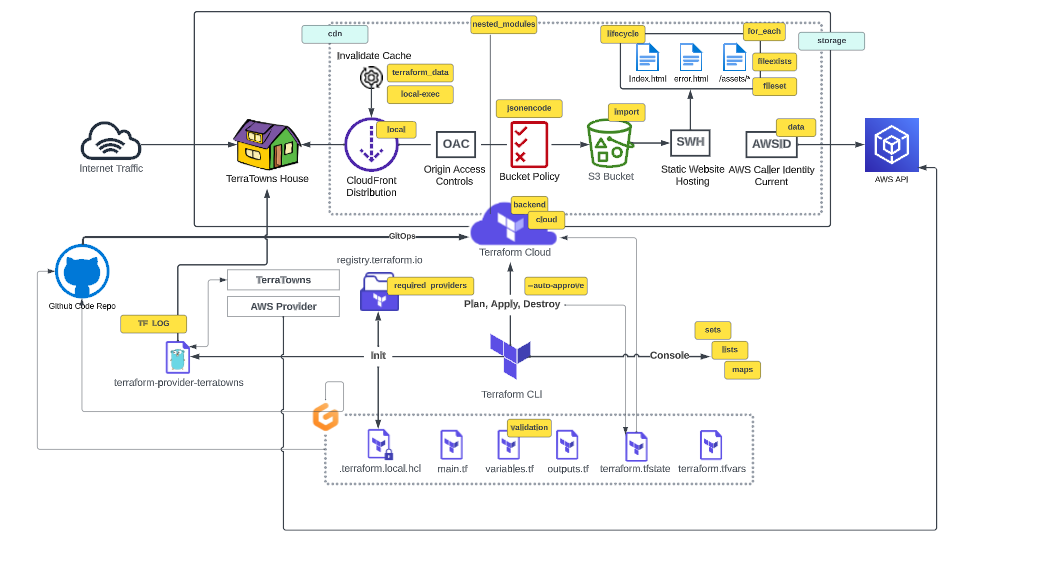 nested_modules
cdn
lifecycle
for_each
storage
Invalidate Cache
terraform_data
local-exec
Index.html
error.html
/assets/*
fileexists
fileset
local
jsonencode
import
data
OAC
SWH
AWSID
Internet Traffic
TerraTowns House
CloudFront
Distribution
Origin Access
Controls
Bucket Policy
S3 Bucket
Static Website
Hosting
AWS Caller Identity
Current
AWS API
backend
cloud
GitOps
Terraform Cloud
registry.terraform.io
TerraTowns
AWS Provider
required_providers
--auto-approve
Github Code Repo
Plan, Apply, Destroy
TF_LOG
sets
lists
maps
Init
Console
terraform-provider-terratowns
Terraform CLI
validation
.terraform.local.hcl
main.tf
variables.tf
outputs.tf
terraform.tfstate
terraform.tfvars